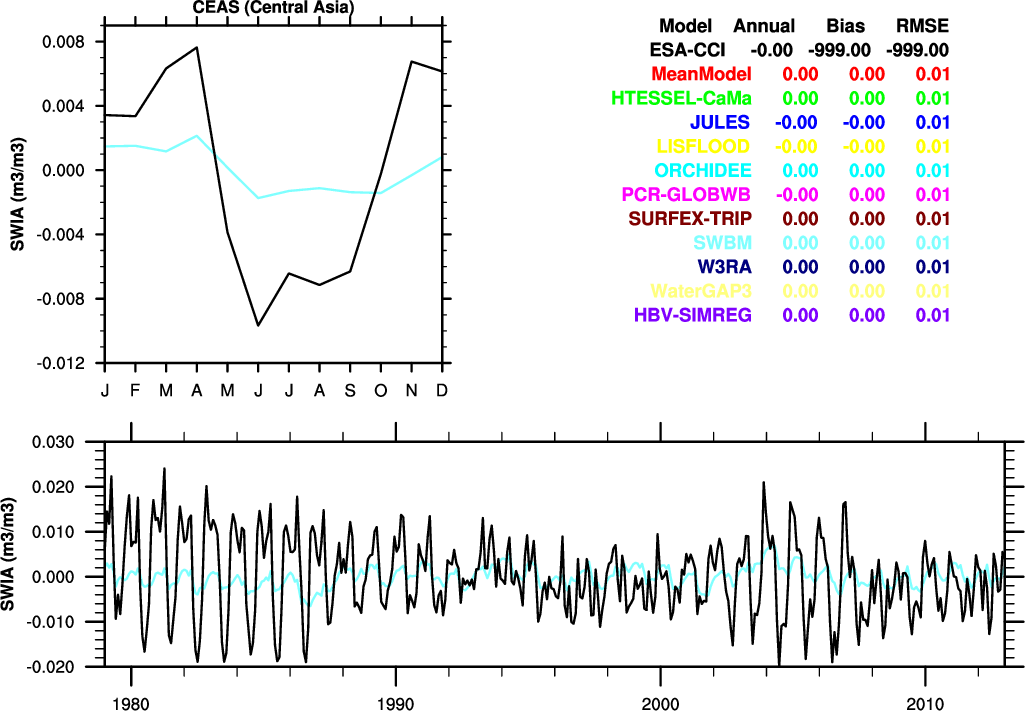 CEAS (Central Asia)
0.008
0.004
0.000
-0.004
-0.008
-0.012
SWIA (m3/m3)
J F M A M J J A S O N D
Model Annual Bias RMSE
ESA-CCI -0.00 -999.00 -999.00
MeanModel 0.00 0.00 0.01
HTESSEL-CaMa 0.00 0.00 0.01
JULES -0.00 -0.00 0.01
LISFLOOD -0.00 -0.00 0.01
ORCHIDEE 0.00 0.00 0.01
PCR-GLOBWB -0.00 0.00 0.01
SURFEX-TRIP 0.00 0.00 0.01
SWBM 0.00 0.00 0.01
W3RA 0.00 0.00 0.01
WaterGAP3 0.00 0.00 0.01
HBV-SIMREG 0.00 0.00 0.01
0.030
0.020
0.010
0.000
-0.010
-0.020
SWIA (m3/m3)
1980 1990 2000 2010